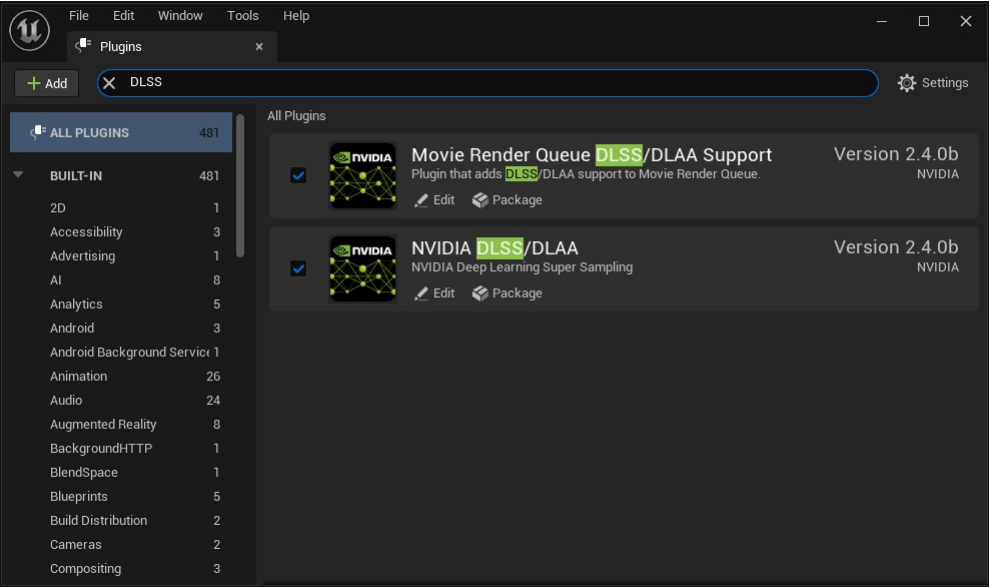 File Edit Window Tools Help
Plugins
Add
DLSS
Settings
ALL PLUGINS 481
BUILT-IN 481
2D 1
Accessibility 3
Advertising 1
AI 8
Analytics 5
Android 3
Android Background Service 1
Animation 26
Audio 24
Augmented Reality 8
BackgroundHTTP 1
BlendSpace 1
Blueprints 5
Build Distribution 2
Cameras 2
Compositing 3
All Plugins
NVIDIA
Movie Render Queue DLSS/DLAA Support
Version 2.4.0b
Plugin that adds DLSS/DLAA support to Movie Render Queue.
NVIDIA
Edit Package
NVIDIA
NVIDIA DLSS/DLAA
Version 2.4.0b
NVIDIA Deep Learning Super Sampling
NVIDIA
Edit Package